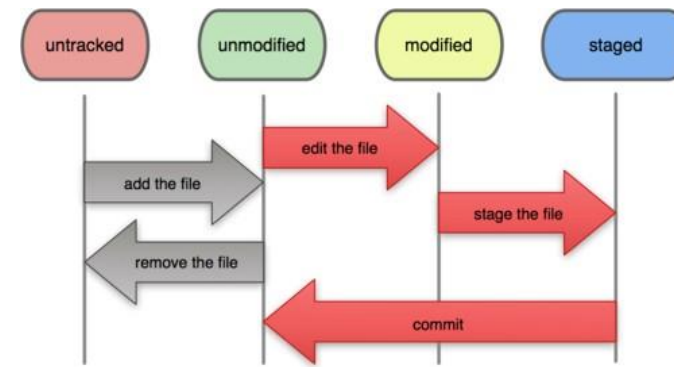 untracked
unmodified
modified
staged
edit the file
add the file
stage the file
remove the file
commit